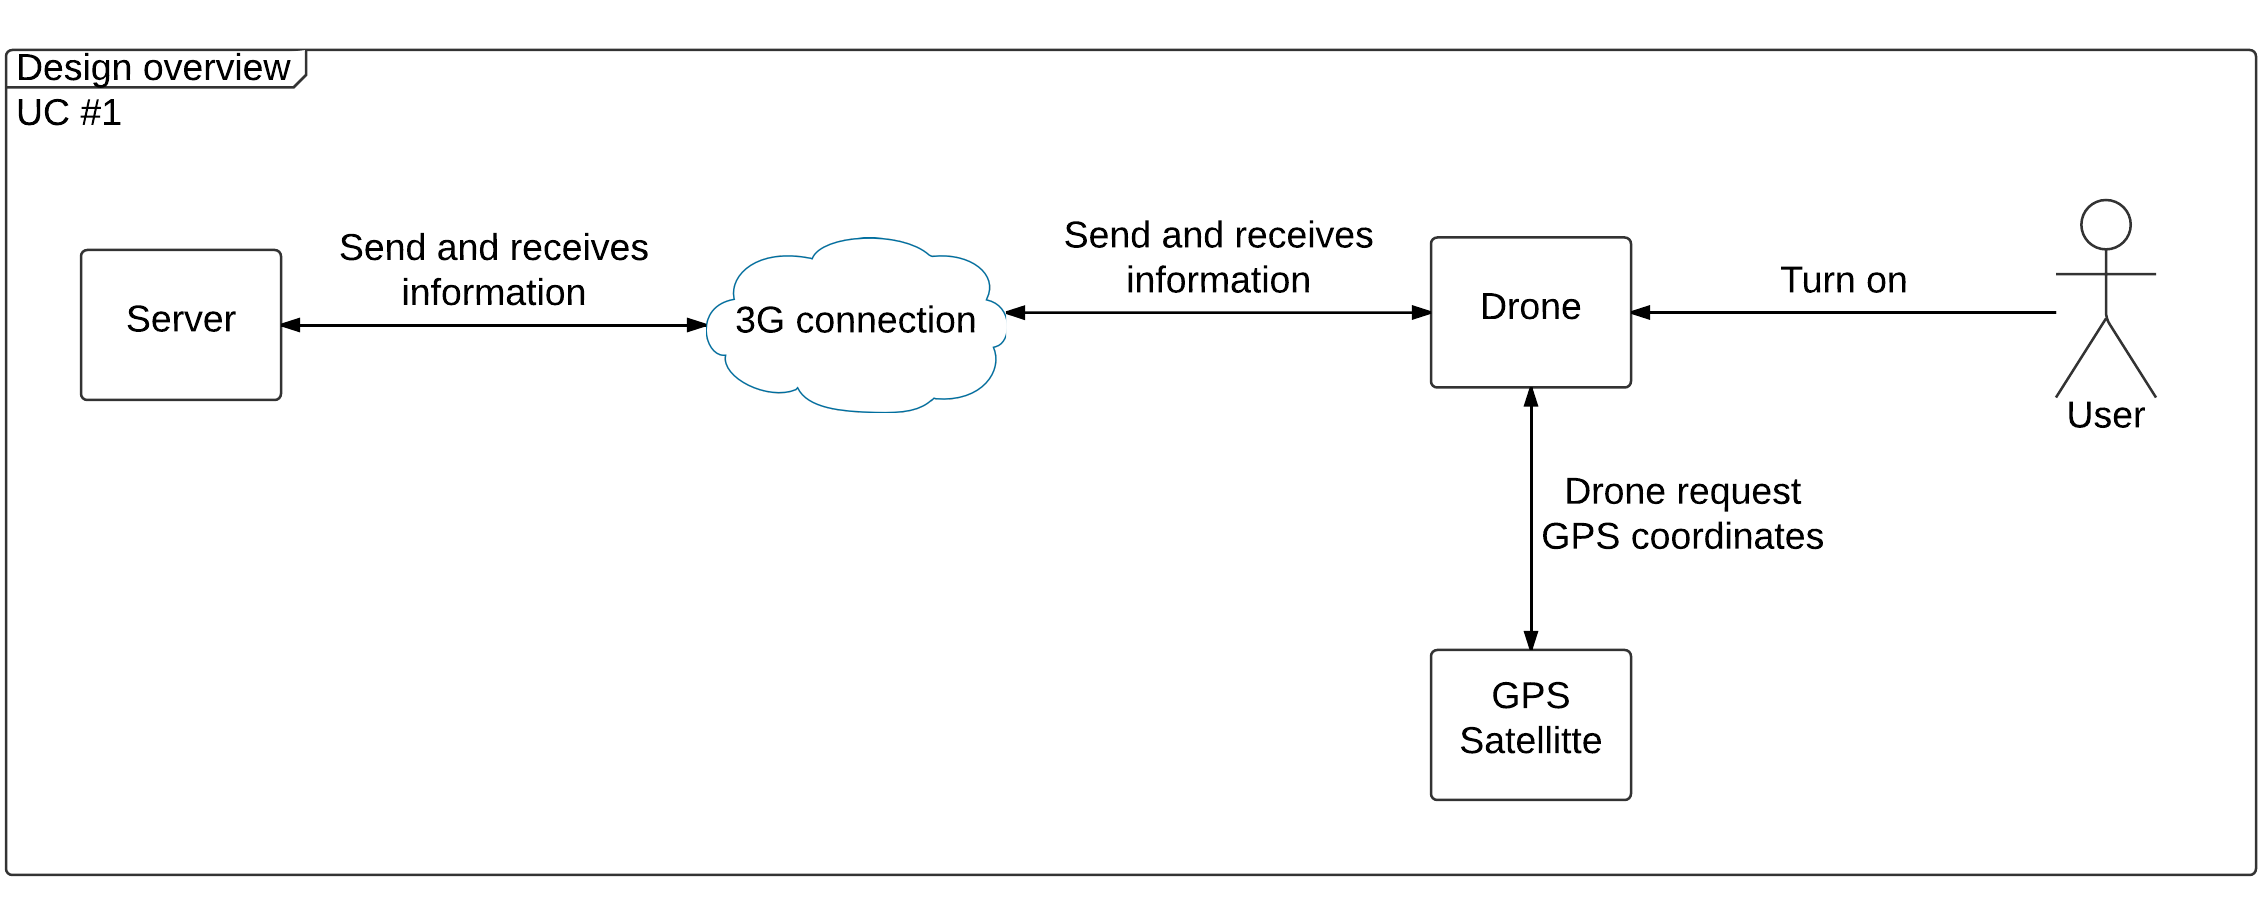 Design overview
UC #1
Send and receives
information
Server
3G connection
Send and receives
information
Drone
Turn on
User
Drone request
GPS coordinates
GPS
Satellitte